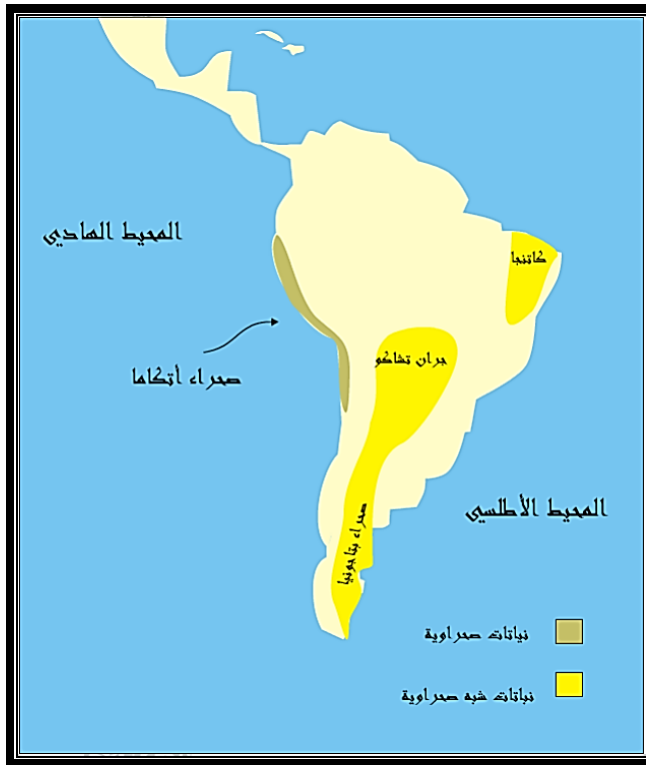 المحيط الهادي
كاتنجا
جران تشاكو
صحراء أتكاما
المحيط الأطلسي
صحراء بتاجونيا
نباتات صحراوية
نباتات شبه صحراوية